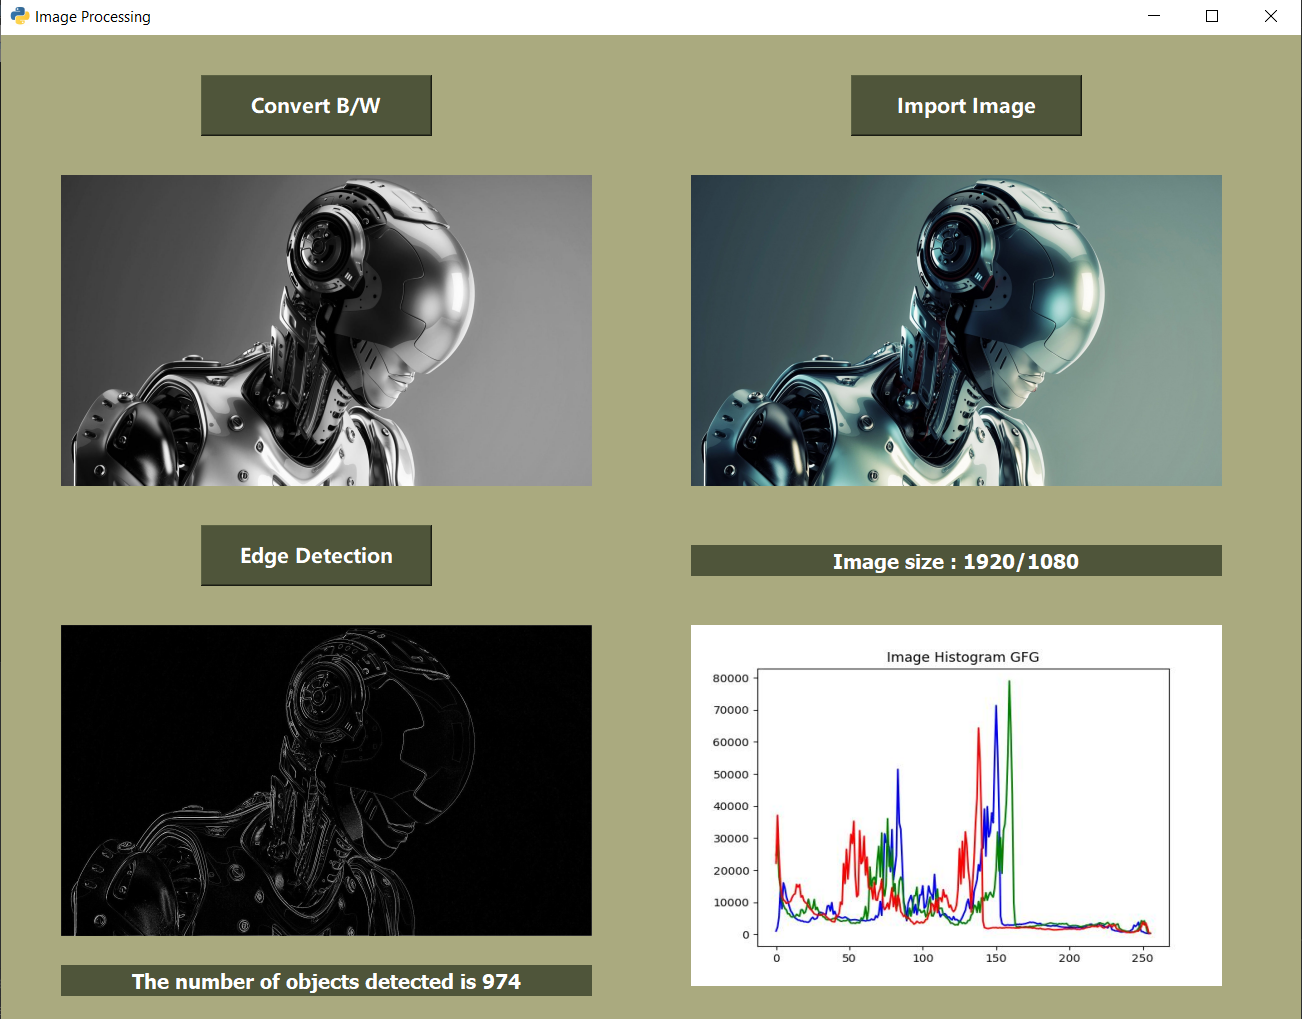 Image Processing
Convert B/W
Import Image
Edge Detection
Image size : 1920/1080
Image Histogram GFG
80000
70000
60000
50000
40000
30000
20000
10000
0
0 50 100 150 200 250
The number of objects detected is 974